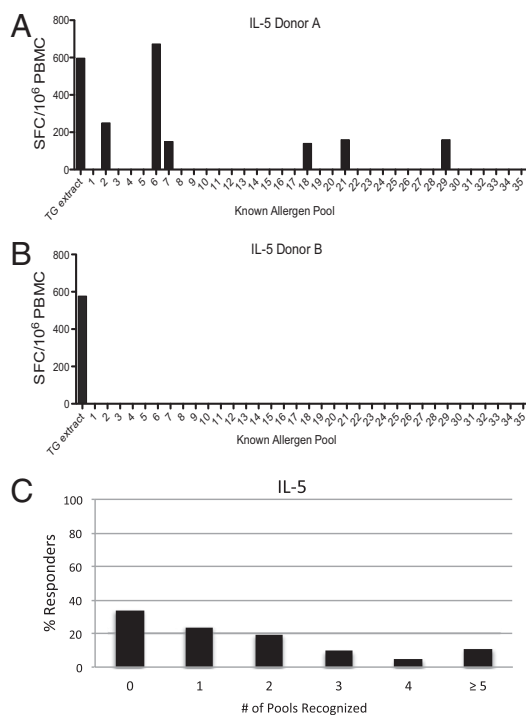 A
IL-5 Donor A
SFC/10⁶ PBMC
800
600
400
200
0
TG extract 1 2 3 4 5 6 7 8 9 10 11 12 13 14 15 16 17 18 19 20 21 22 23 24 25 26 27 28 29 30 31 32 33 34 35
Known Allergen Pool
B
IL-5 Donor B
SFC/10⁶ PBMC
800
600
400
200
0
TG extract 1 2 3 4 5 6 7 8 9 10 11 12 13 14 15 16 17 18 19 20 21 22 23 24 25 26 27 28 29 30 31 32 33 34 35
Known Allergen Pool
C
IL-5
% Responders
100
80
60
40
20
0
0 1 2 3 4 ≥ 5
# of Pools Recognized